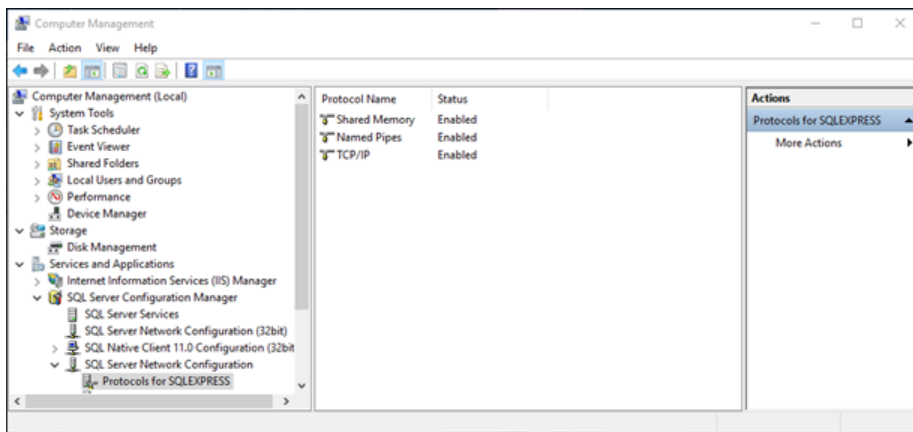 Computer Management
File Action View Help
Computer Management (Local)
System Tools
Task Scheduler
Event Viewer
Shared Folders
Local Users and Groups
Performance
Device Manager
Storage
Disk Management
Services and Applications
Internet Information Services (IIS) Manager
SQL Server Configuration Manager
SQL Server Services
SQL Server Network Configuration (32bit)
SQL Native Client 11.0 Configuration (32bit
SQL Server Network Configuration
Protocols for SQLEXPRESS
Protocol Name Status
Shared Memory Enabled
Named Pipes Enabled
TCP/IP Enabled
Actions
Protocols for SQLEXPRESS
More Actions